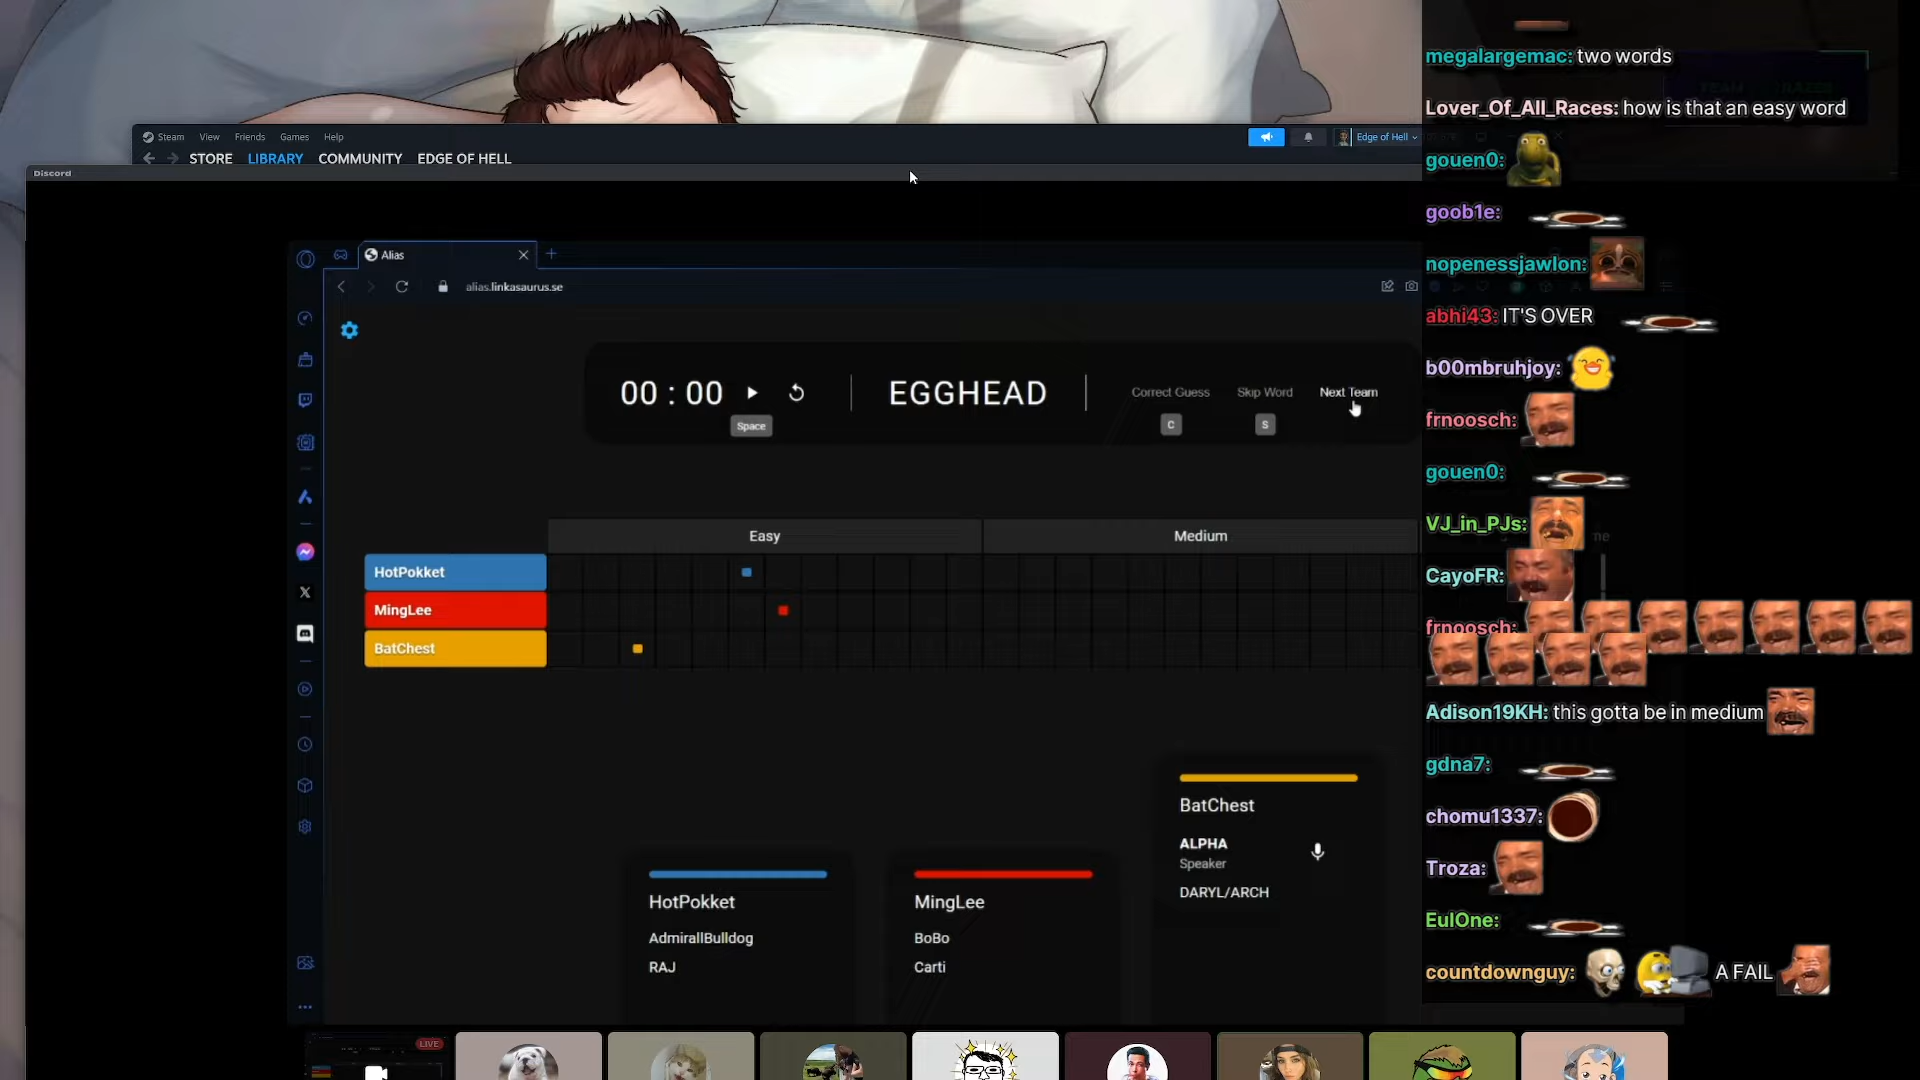 megalargemac: two words
Lover_Of_All_Races: how is that an easy word
gouen0:
goob1e:
nopenessjawlon:
abhi43: IT'S OVER
b00mbruhjoy:
frnoosch:
gouen0:
VJ_in_PJs:
CayoFR:
frnoosch:
Adison19KH: this gotta be in medium
gdna7:
chomu1337:
Troza:
EulOne:
countdownguy: A FAIL
Steam View Friends Games Help
Edge of Hell
STORE LIBRARY COMMUNITY EDGE OF HELL
Discord
Alias
alias.linkasaurus.se
00 : 00
Space
EGGHEAD
Correct Guess Skip Word Next Team
C S
Easy Medium
HotPokket
MingLee
BatChest
BatChest
ALPHA
Speaker
DARYL/ARCH
HotPokket
AdmirallBulldog
RAJ
MingLee
BoBo
Carti
LIVE